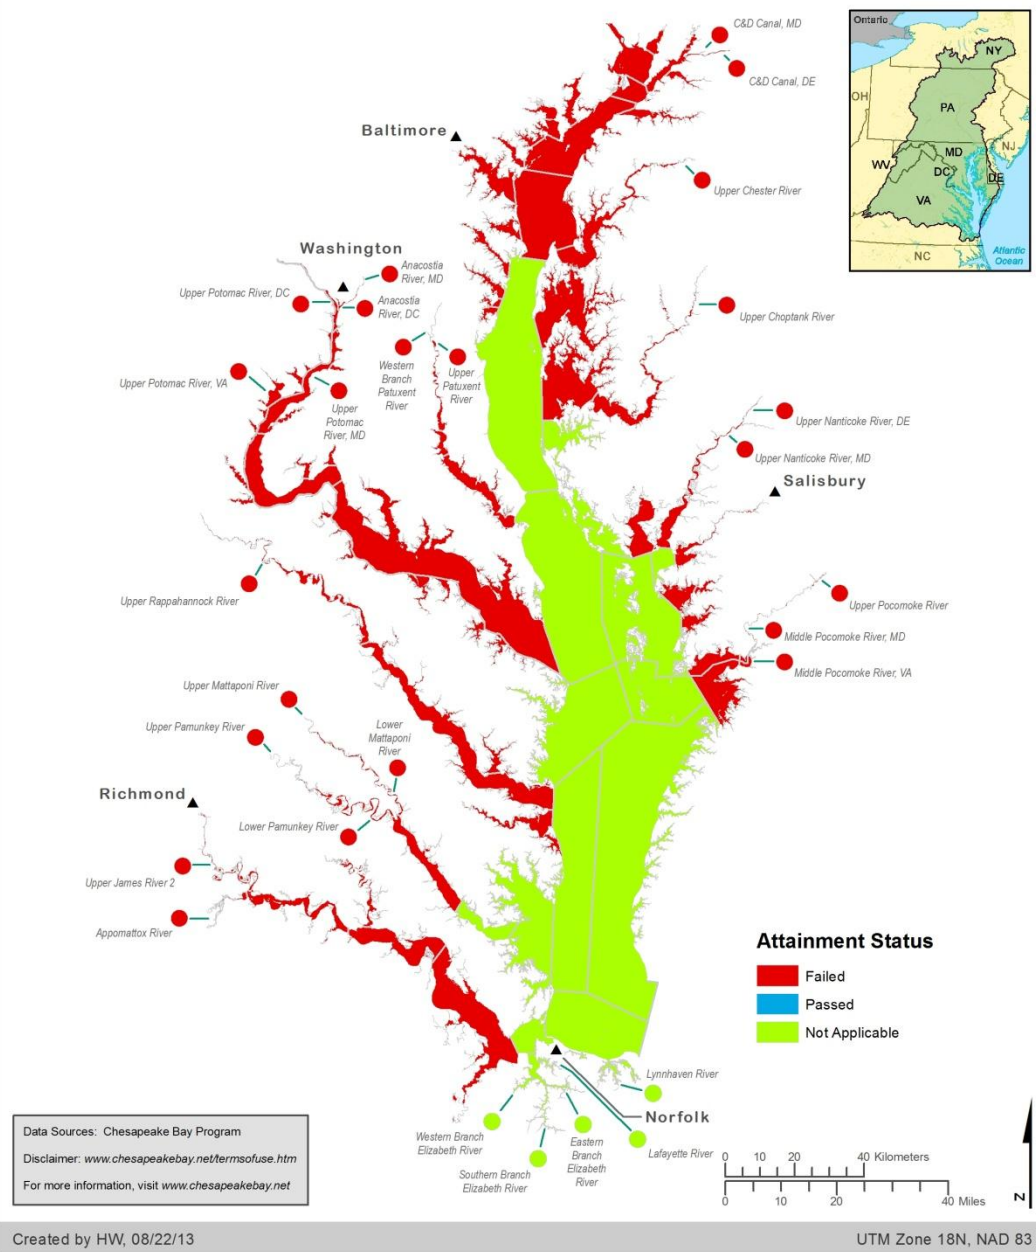 C&D Canal, MD
C&D Canal, DE
Baltimore
Upper Chester River
Washington
Anacostia
River, MD
Upper Potomac River, DC
Anacostia
River, DC
Upper Choptank River
Western
Branch
Patuxent
River
Upper
Patuxent
River
Upper Potomac River, VA
Upper
Potomac
River, MD
Upper Nanticoke River, DE
Upper Nanticoke River, MD
Salisbury
Upper Rappahannock River
Upper Pocomoke River
Middle Pocomoke River, MD
Middle Pocomoke River, VA
Upper Mattaponi River
Upper Pamunkey River
Lower
Mattaponi
River
Richmond
Lower Pamunkey River
Upper James River 2
Appomattox River
Lynnhaven River
Norfolk
Western Branch
Elizabeth River
Southern Branch
Elizabeth River
Eastern
Branch
Elizabeth
River
Lafayette River
Ontario
NY
OH
PA
MD
NJ
WV
DC
DE
VA
NC
Atlantic
Ocean
Attainment Status
Failed
Passed
Not Applicable
Data Sources: Chesapeake Bay Program
Disclaimer: www.chesapeakebay.net/termsofuse.htm
For more information, visit www.chesapeakebay.net
0 10 20 40 Kilometers
0 10 20 40 Miles
N
Created by HW, 08/22/13
UTM Zone 18N, NAD 83